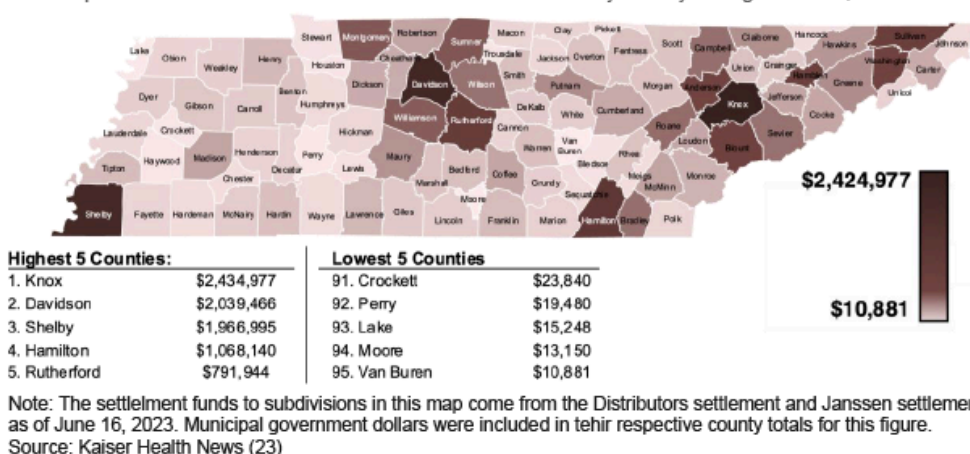 Stewart Montgomery Robertson Sumner Macon Clay Pickett Scott Campbell Claiborne Hancock Hawkins Sullivan Johnson
Lake Obion Weakley Henry Houston Cheatham Trousdale Jackson Overton Fentress Union Grainger Hamblen Washington Carter
Dyer Gibson Carroll Benton Humphreys Dickson Davidson Wilson Smith Putnam Morgan Anderson Knox Jefferson Greene Unicoi
Lauderdale Crockett Hickman Williamson Rutherford Cannon DeKalb White Cumberland Roane Loudon Blount Sevier Cocke
Tipton Haywood Madison Henderson Decatur Perry Lewis Maury Bedford Coffee Warren Van Buren Bledsoe Rhea Meigs McMinn Monroe
Chester Marshall Moore Grundy Sequatchie
Shelby Fayette Hardeman McNairy Hardin Wayne Lawrence Giles Lincoln Franklin Marion Hamilton Bradley Polk
$2,424,977
$10,881
Highest 5 Counties: Lowest 5 Counties
1. Knox $2,434,977 91. Crockett $23,840
2. Davidson $2,039,466 92. Perry $19,480
3. Shelby $1,966,995 93. Lake $15,248
4. Hamilton $1,068,140 94. Moore $13,150
5. Rutherford $791,944 95. Van Buren $10,881
Note: The settlelment funds to subdivisions in this map come from the Distributors settlement and Janssen settlemen
as of June 16, 2023. Municipal government dollars were included in tehir respective county totals for this figure.
Source: Kaiser Health News (23)